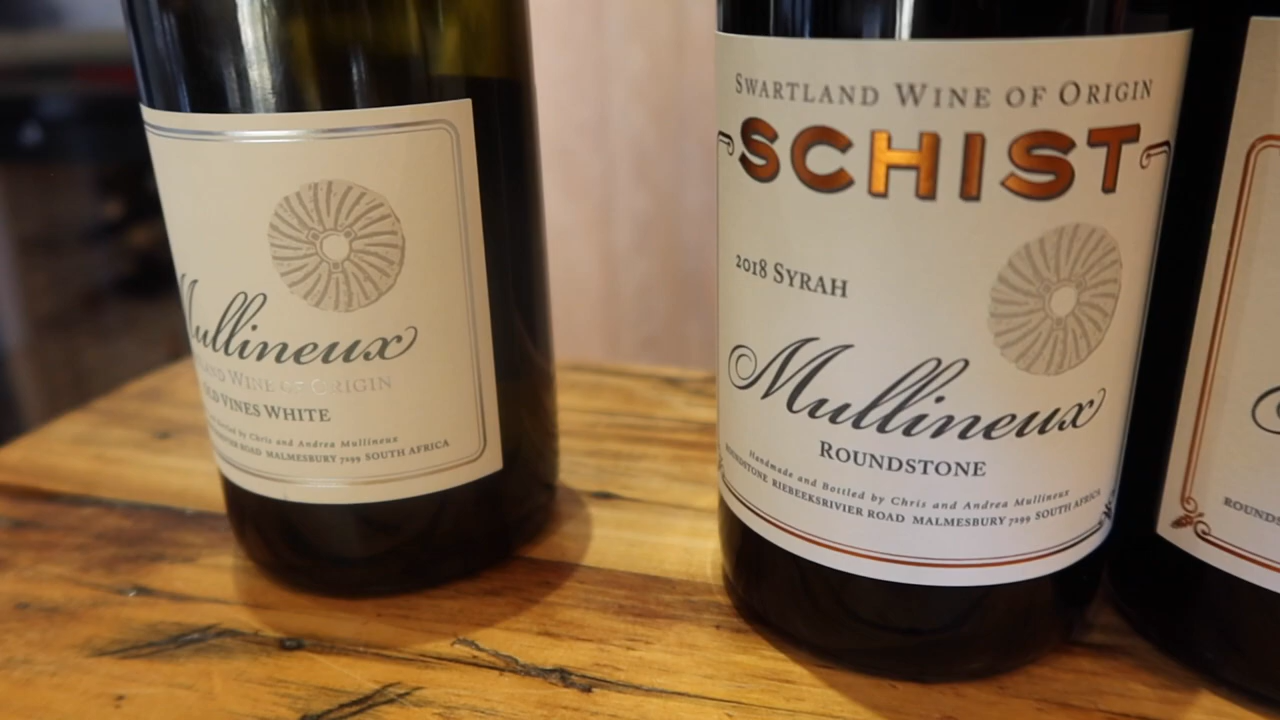 Mullineux
WINE OF ORIGIN
OLD VINES WHITE
Bottled by Chris and Andrea Mullineux
ROAD MALMESBURY 7299 SOUTH AFRICA
SWARTLAND WINE OF ORIGIN
SCHIST
2018 SYRAH
Mullineux
ROUNDSTONE
Handmade and Bottled by Chris and Andrea Mullineux
ROUNDSTONE RIEBEEKSRIVIER ROAD MALMESBURY 7299 SOUTH AFRICA
ROUNDS